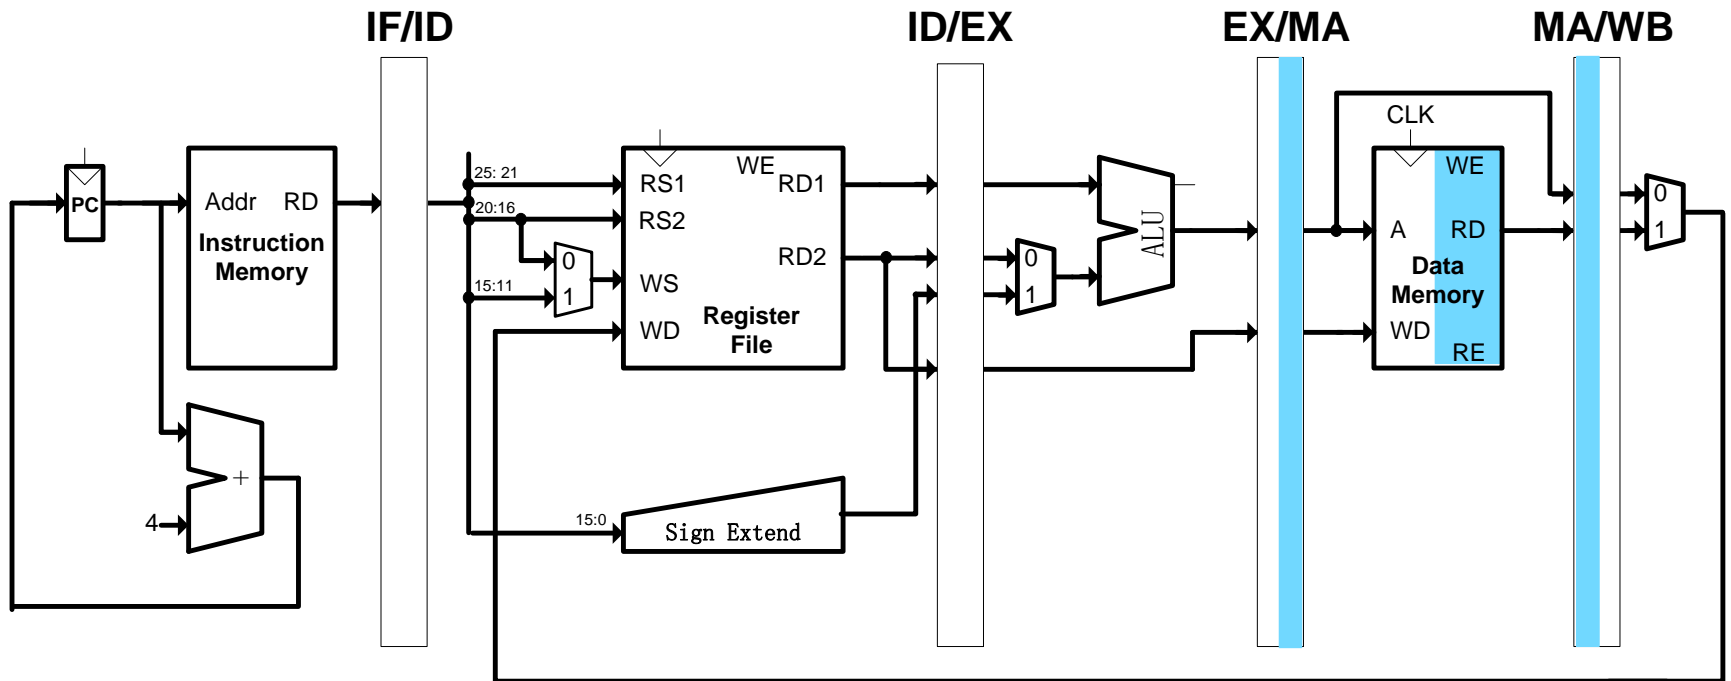 IF/ID
ID/EX
EX/MA
MA/WB
CLK
PC
Addr RD
Instruction
Memory
25: 21
20:16
15:11
0
1
WE
RS1 RD1
RS2
RD2
WS
WD
Register
File
0
1
ALU
WE
A RD
Data
Memory
WD
RE
0
1
+
4
15:0
Sign Extend